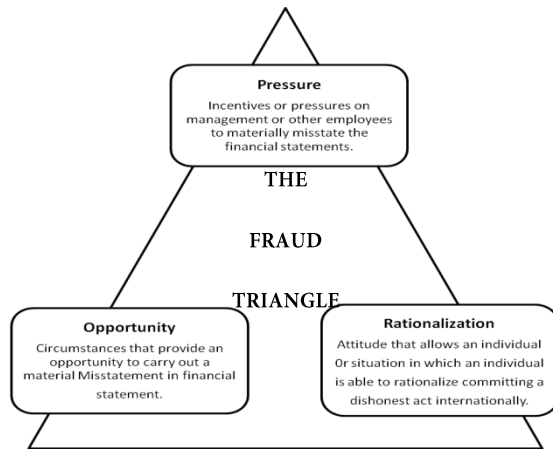 Pressure
Incentives or pressures on
management or other employees
to materially misstate the
financial statements.
THE
FRAUD
TRIANGLE
Opportunity
Circumstances that provide an
opportunity to carry out a
material Misstatement in financial
statement.
Rationalization
Attitude that allows an individual
0r situation in which an individual
is able to rationalize committing a
dishonest act internationally.